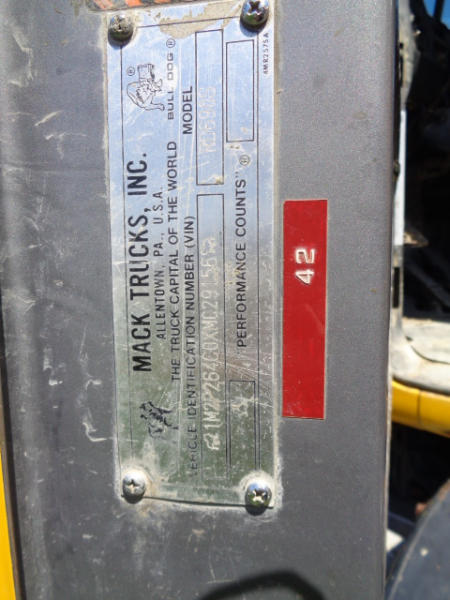 MACK TRUCKS, INC.
ALLENTOWN, PA., U.S.A.
THE TRUCK CAPITAL OF THE WORLD
BULL DOG ®
VEHICLE IDENTIFICATION NUMBER (VIN)
MODEL
"PERFORMANCE COUNTS" ®
4MR2575A
42